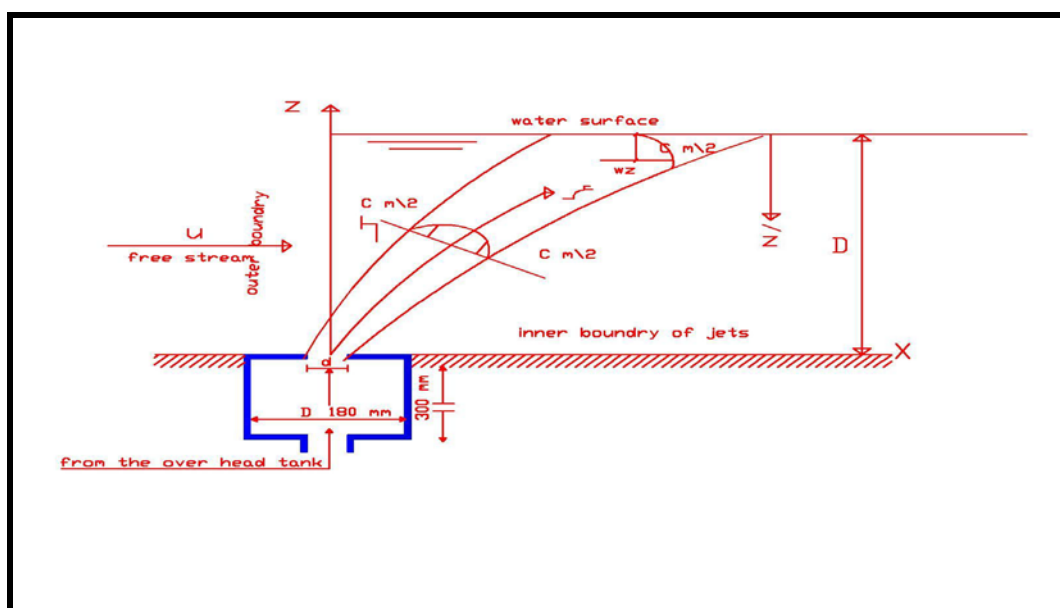 Z
water surface
C m\2
wz
C m\2
N/
U
free stream
outer boundry
C m\2
D
inner boundry of jets
X
d
D 180 mm
300 mm
from the over head tank